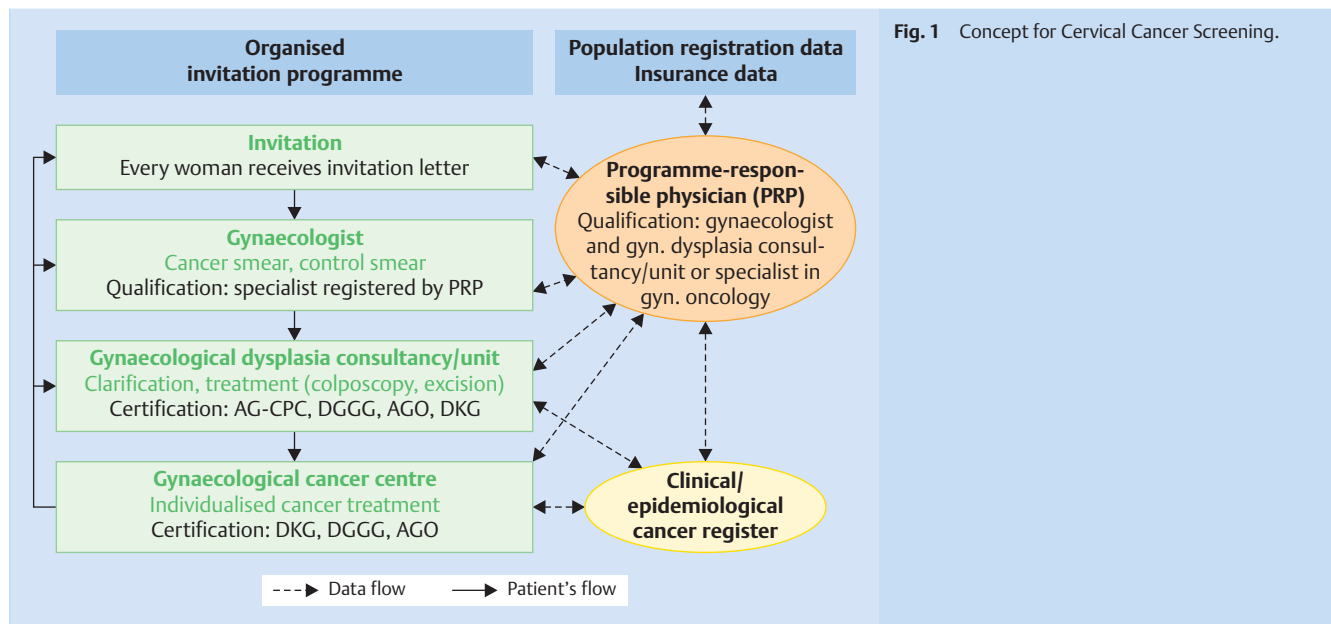 Organised
invitation programme
Population registration data
Insurance data
Fig. 1 Concept for Cervical Cancer Screening.
Invitation
Every woman receives invitation letter
Gynaecologist
Cancer smear, control smear
Qualification: specialist registered by PRP
Gynaecological dysplasia consultancy/unit
Clarification, treatment (colposcopy, excision)
Certification: AG-CPC, DGGG, AGO, DKG
Gynaecological cancer centre
Individualised cancer treatment
Certification: DKG, DGGG, AGO
Programme-respon-
sible physician (PRP)
Qualification: gynaecologist
and gyn. dysplasia consul-
tancy/unit or specialist in
gyn. oncology
Clinical/
epidemiological
cancer register
Data flow
Patient's flow